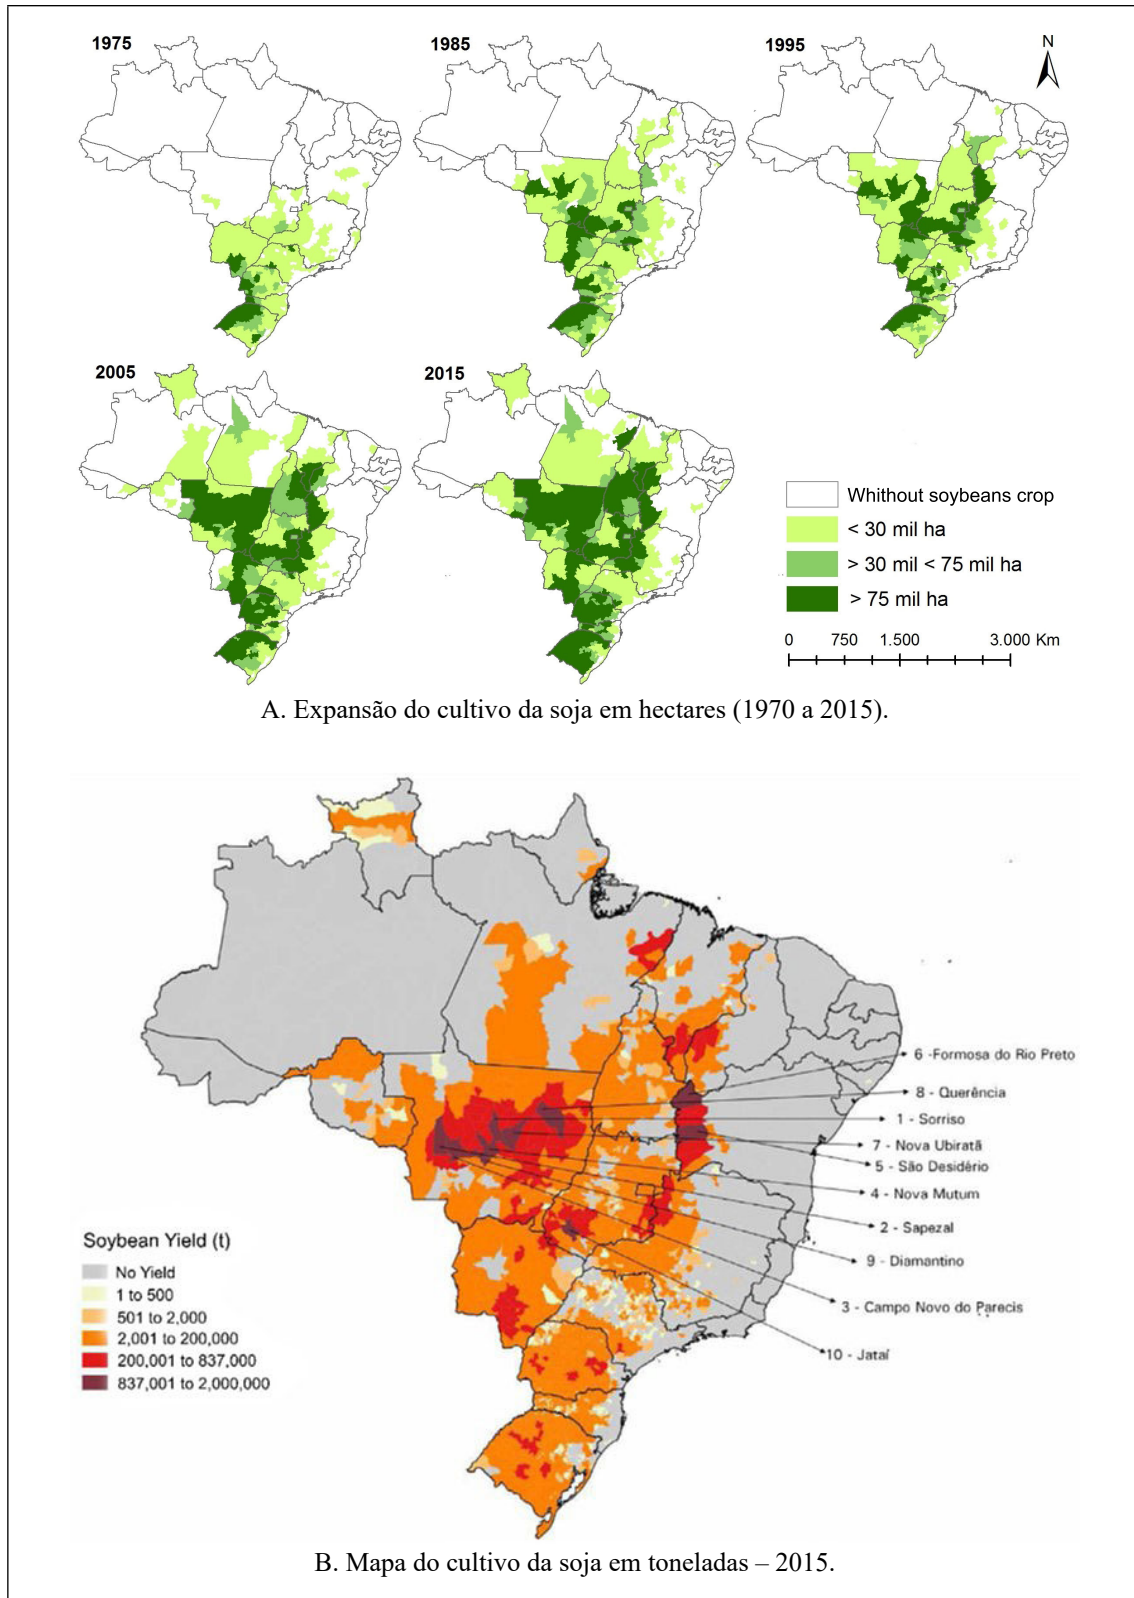 1975
1985
1995
N
2005
2015
Whithout soybeans crop
< 30 mil ha
> 30 mil < 75 mil ha
> 75 mil ha
0 750 1.500 3.000 Km
A. Expansão do cultivo da soja em hectares (1970 a 2015).
6 -Formosa do Rio Preto
8 - Querência
1 - Sorriso
7 - Nova Ubiratã
5 - São Desidério
4 - Nova Mutum
2 - Sapezal
9 - Diamantino
3 - Campo Novo do Parecis
10 - Jataí
Soybean Yield (t)
No Yield
1 to 500
501 to 2,000
2,001 to 200,000
200,001 to 837,000
837,001 to 2,000,000
B. Mapa do cultivo da soja em toneladas – 2015.